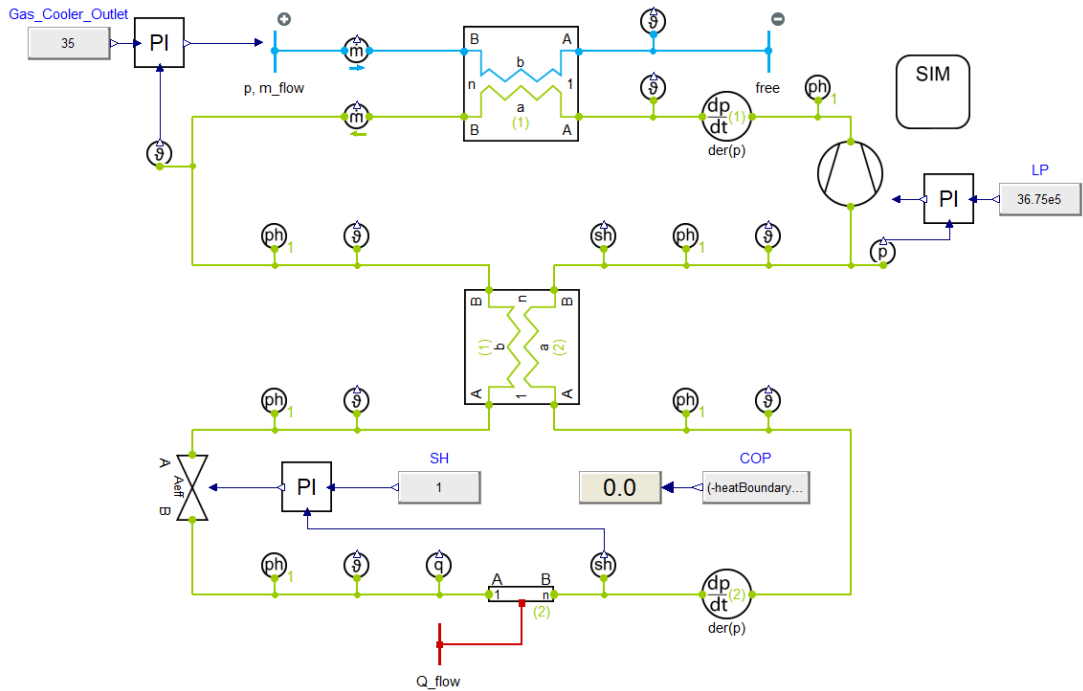 Gas_Cooler_Outlet
35
PI
p, m_flow
ṁ
B
A
b
n
1
a
(1)
B
A
ϑ
free
SIM
ṁ
ϑ
dp
dt
(1)
der(p)
ph
1
ϑ
LP
PI
36.75e5
p
ph
1
ϑ
sh
ph
1
ϑ
B
n
B
(1)
b
a
(2)
A
1
A
ph
1
ϑ
ph
1
ϑ
A
Aeff
B
PI
SH
1
0.0
COP
(-heatBoundary...
ph
1
ϑ
q
A
B
1
n
(2)
sh
dp
dt
(2)
der(p)
Q_flow